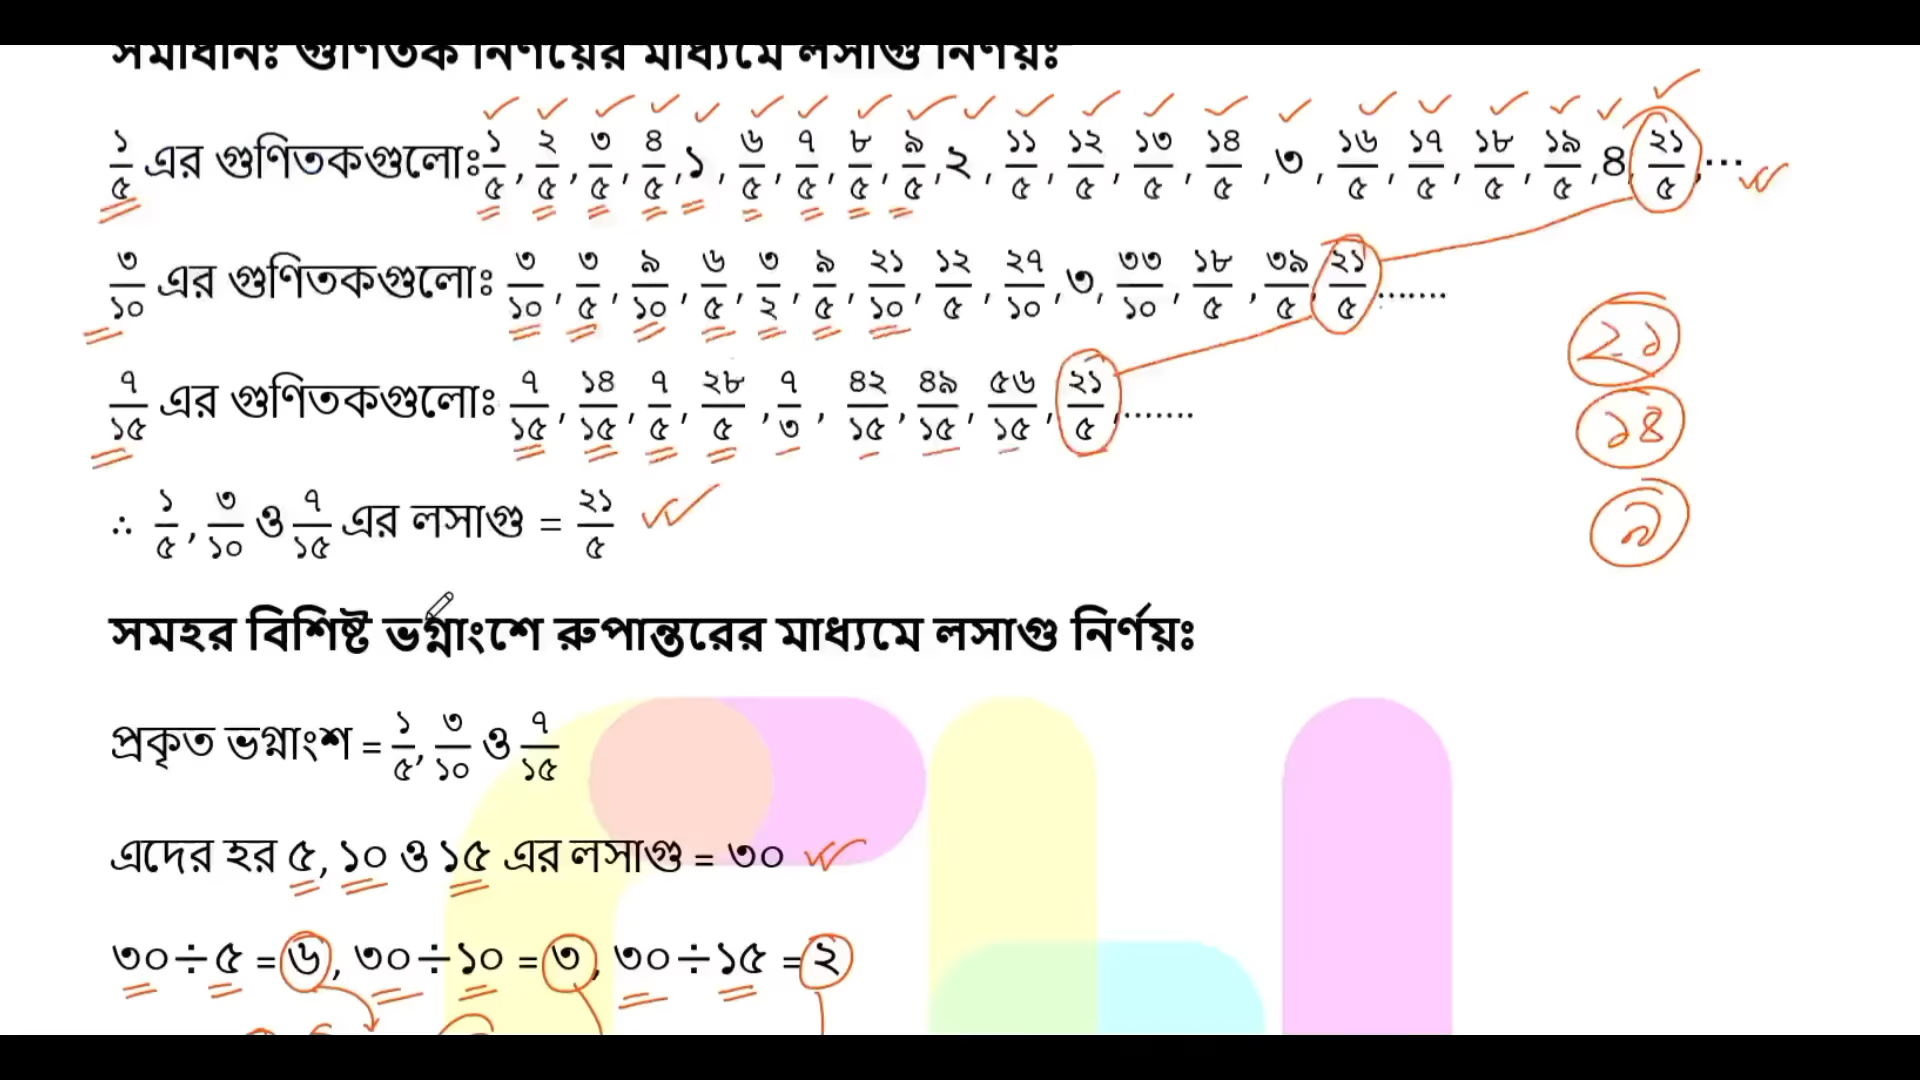 সমাধানঃ গুণিতক নির্ণয়ের মাধ্যমে লসাগু নির্ণয়ঃ
১/৫ এর গুণিতকগুলোঃ ১/৫, ২/৫, ৩/৫, ৪/৫, ১, ৬/৫, ৭/৫, ৮/৫, ৯/৫, ২, ১১/৫, ১২/৫, ১৩/৫, ১৪/৫, ৩, ১৬/৫, ১৭/৫, ১৮/৫, ১৯/৫, ৪, ২১/৫, ...
৩/১০ এর গুণিতকগুলোঃ ৩/১০, ৩/৫, ৯/১০, ৬/৫, ৩/২, ৯/৫, ২১/১০, ১২/৫, ২৭/১০, ৩, ৩৩/১০, ১৮/৫, ৩৯/৫, ২১/৫ .......
৭/১৫ এর গুণিতকগুলোঃ ৭/১৫, ১৪/১৫, ৭/৫, ২৮/৫, ৭/৩, ৪২/১৫, ৪৯/১৫, ৫৬/১৫, ২১/৫, .......
২১
১৪
৯
∴ ১/৫, ৩/১০ ও ৭/১৫ এর লসাগু = ২১/৫
সমহর বিশিষ্ট ভগ্নাংশে রুপান্তরের মাধ্যমে লসাগু নির্ণয়ঃ
প্রকৃত ভগ্নাংশ = ১/৫, ৩/১০ ও ৭/১৫
এদের হর ৫, ১০ ও ১৫ এর লসাগু = ৩০
৩০÷৫ = ৬, ৩০÷১০ = ৩, ৩০÷১৫ = ২